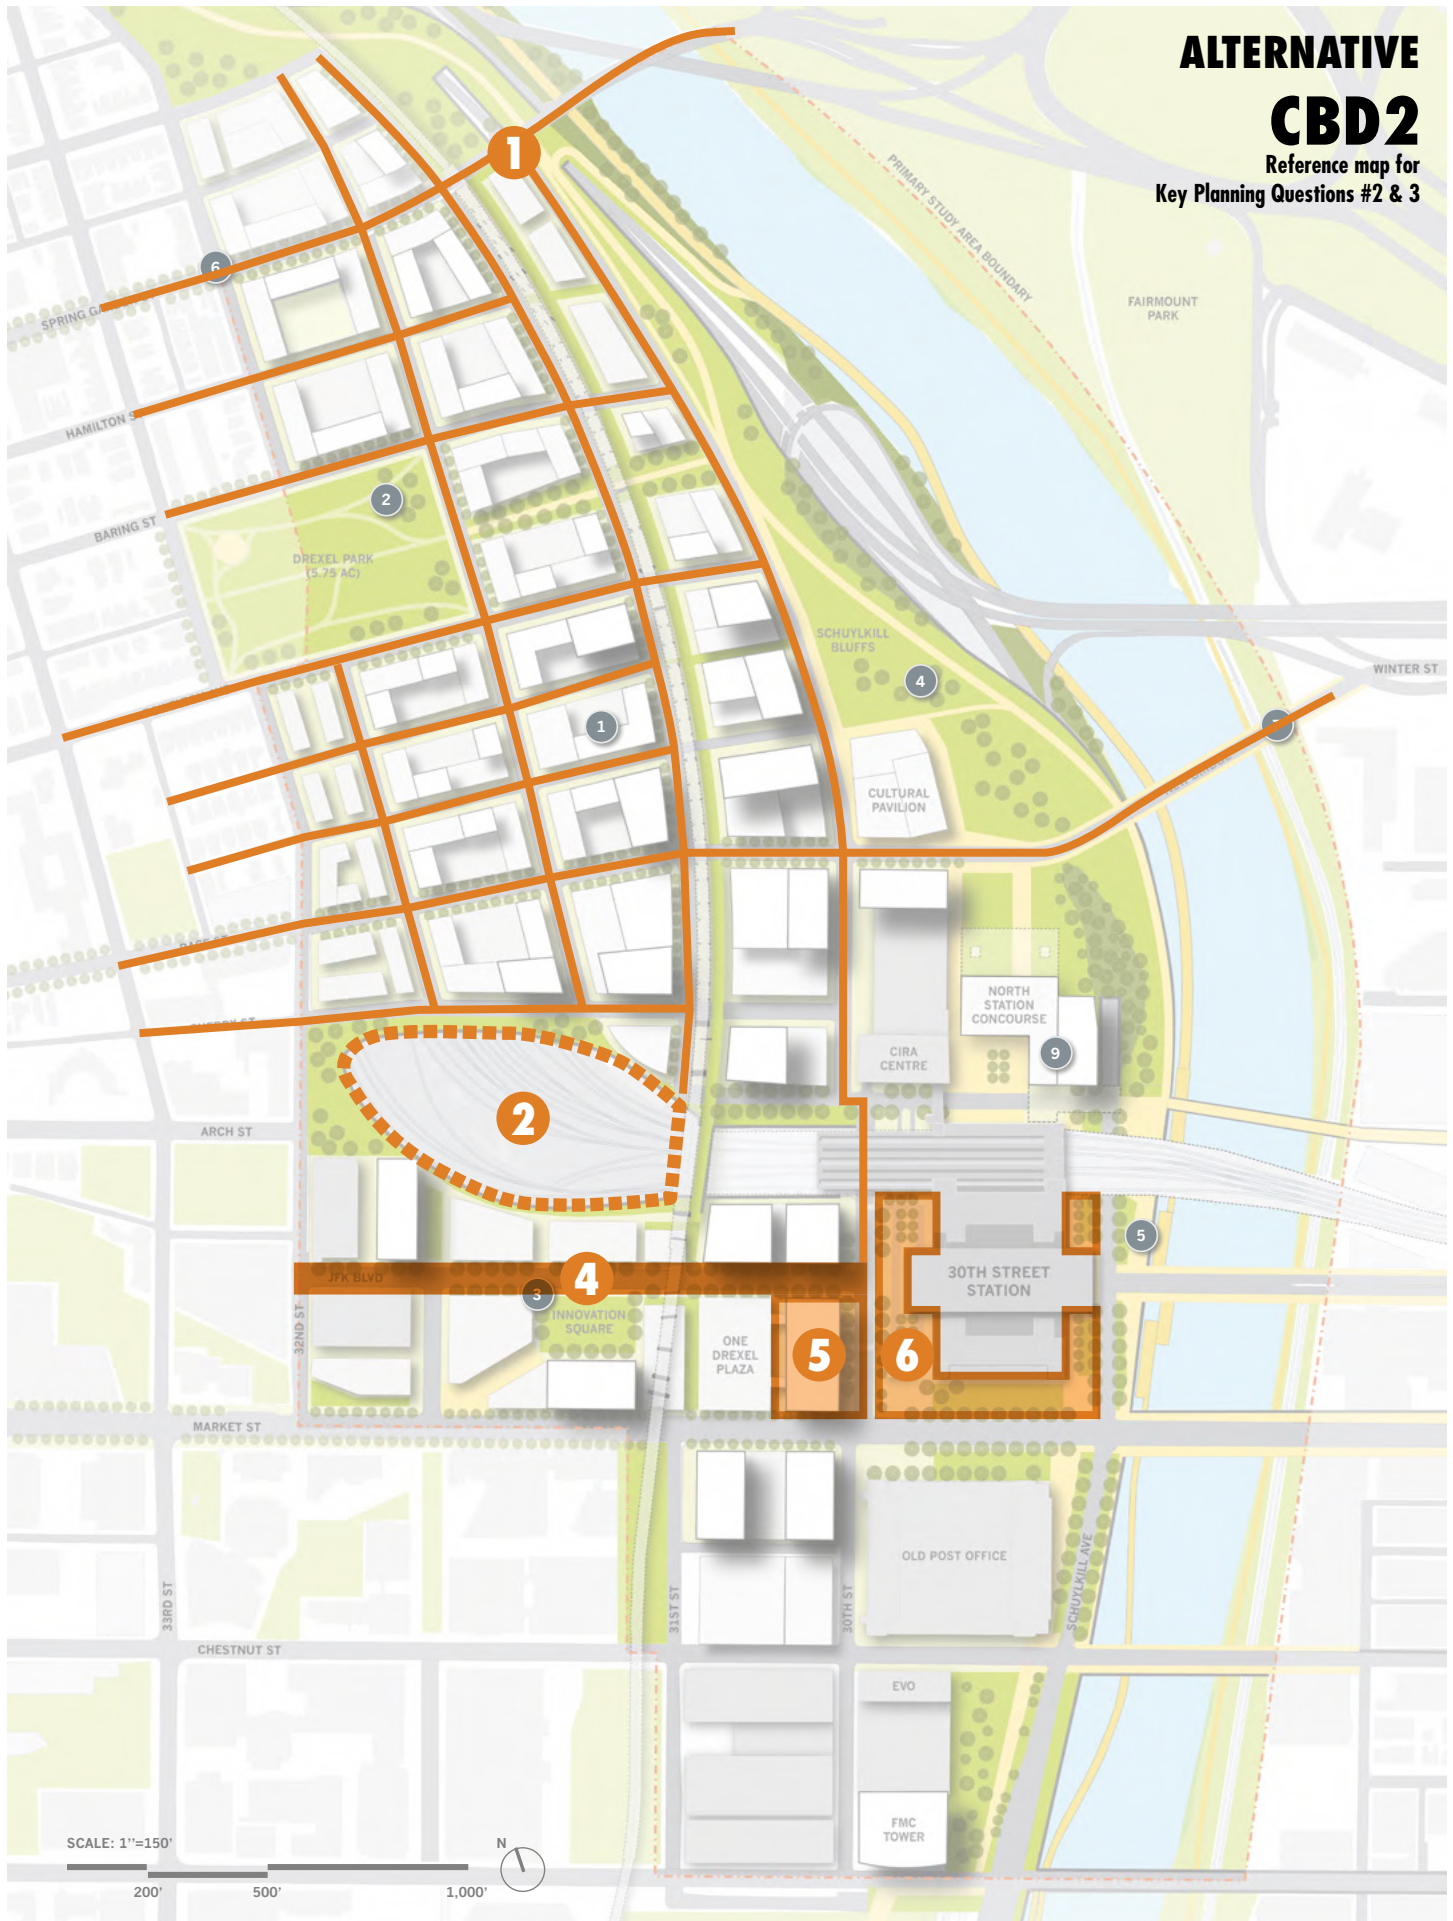 ALTERNATIVE
CBD2
Reference map for
Key Planning Questions #2 & 3
1
PRIMARY STUDY AREA BOUNDARY
FAIRMOUNT
PARK
6
SPRING
HAMILTON
2
BARING ST
DREXEL PARK
(5.75 AC)
SCHUYLKILL
BLUFFS
4
WINTER ST
1
CULTURAL
PAVILION
NORTH
STATION
CONCOURSE
9
CIRA
CENTRE
2
ARCH ST
5
30TH STREET
STATION
JFK BLVD
4
3
INNOVATION
SQUARE
32ND ST
ONE
DREXEL
PLAZA
5
6
MARKET ST
OLD POST OFFICE
SCHUYLKILL AVE
33RD ST
31ST ST
30TH ST
CHESTNUT ST
EVO
FMC
TOWER
SCALE: 1”=150’
N
200’
500’
1,000’